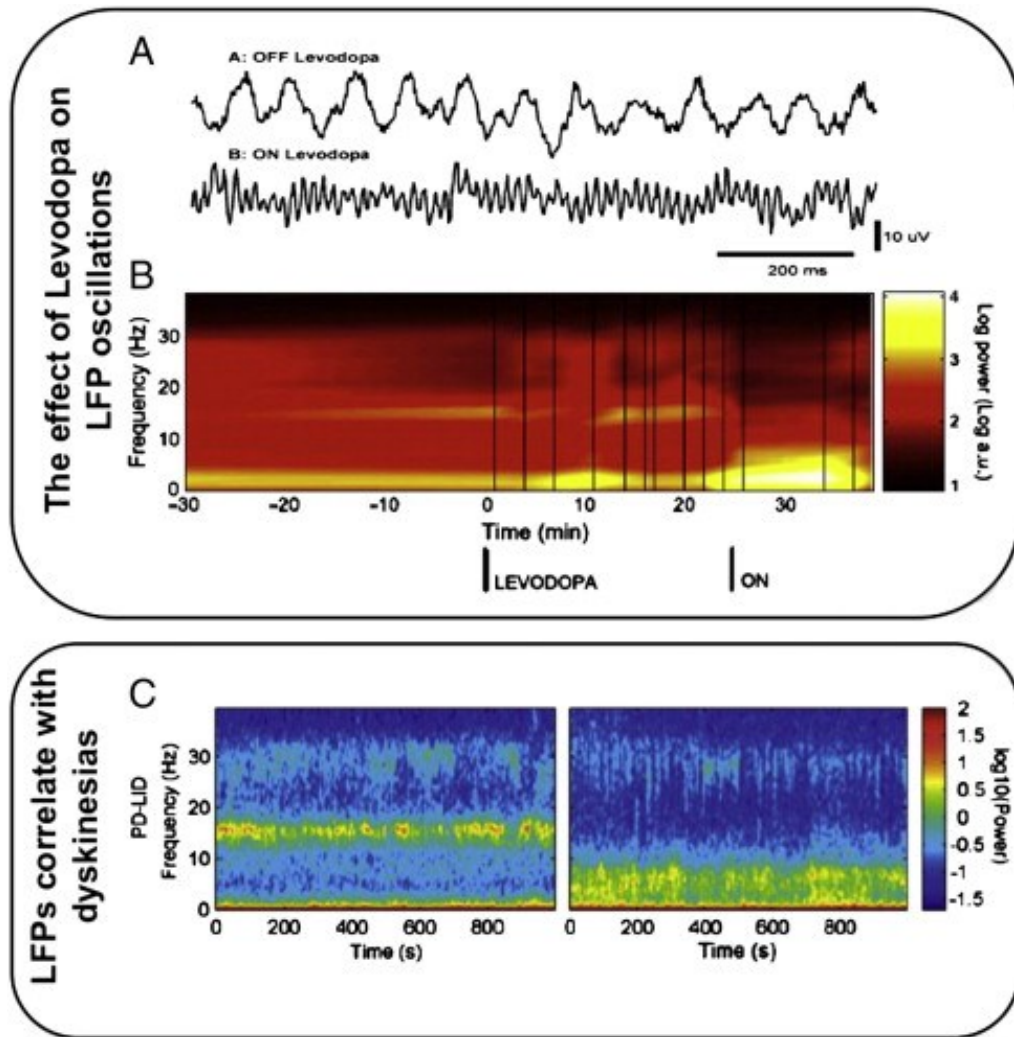 The effect of Levodopa on
LFP oscillations
A
A: OFF Levodopa
B: ON Levodopa
10 uV
200 ms
B
Frequency (Hz)
30
20
10
0
−30 −20 −10 0 10 20 30
Time (min)
4
3
2
1
Log power (Log a.u.)
LEVODOPA
ON
LFPs correlate with
dyskinesias
C
PD-LID
Frequency (Hz)
30
20
10
0
0 200 400 600 800
Time (s)
0 200 400 600 800
Time (s)
2
1.5
1
0.5
0
-0.5
-1
-1.5
log10(Power)